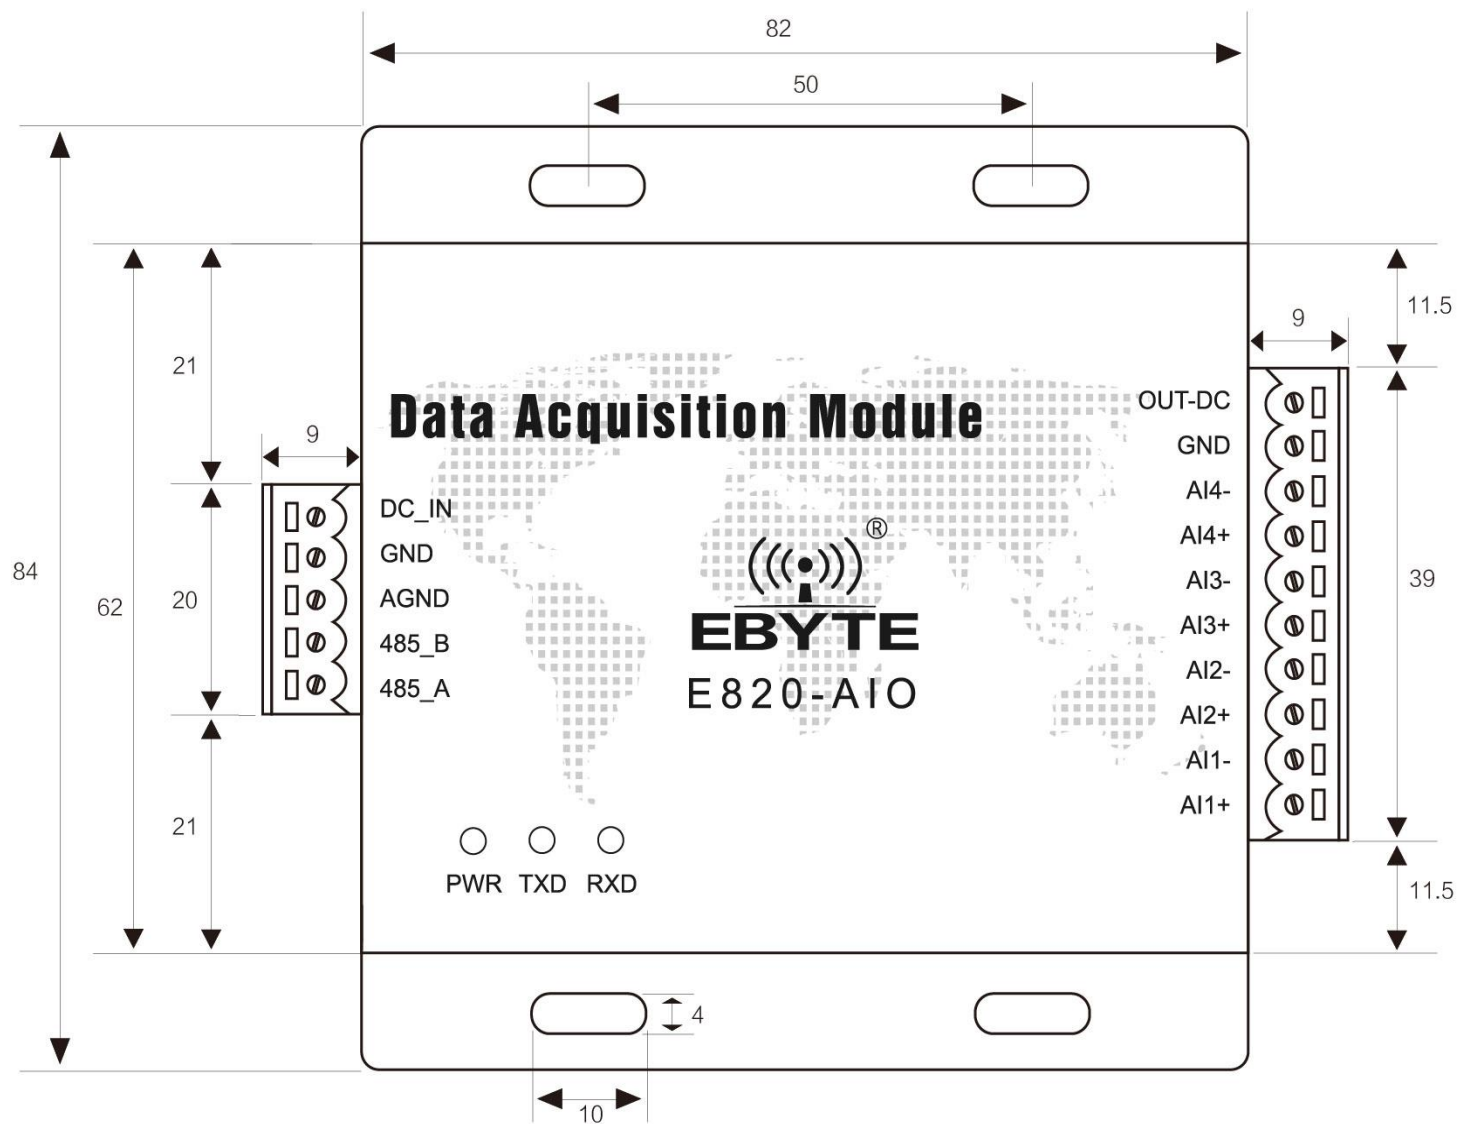 82
50
11.5
9
21
Data Acquisition Module
OUT-DC
GND
AI4-
AI4+
AI3-
AI3+
AI2-
AI2+
AI1-
AI1+
9
DC_IN
GND
AGND
485_B
485_A
®
EBYTE
E820-AIO
84
62
20
39
21
PWR TXD RXD
11.5
4
10